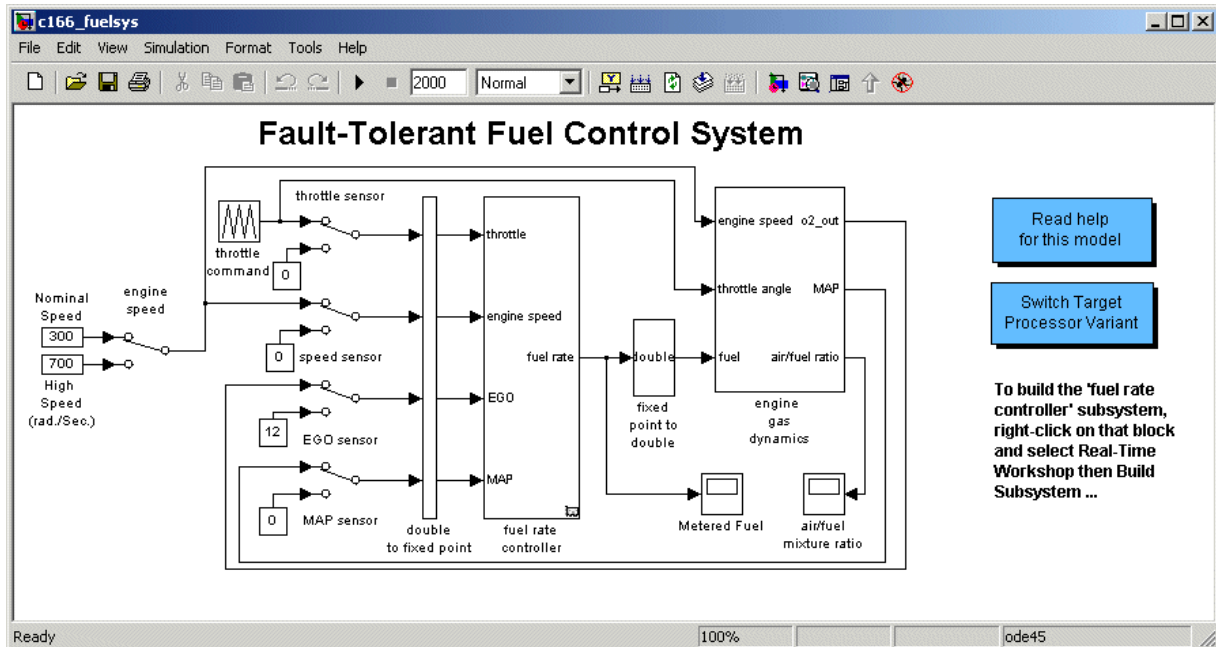 c166_fuelsys
File Edit View Simulation Format Tools Help
2000 Normal
Fault-Tolerant Fuel Control System
throttle sensor
throttle
command
0
Nominal
Speed
300
700
High
Speed
(rad./Sec.)
engine
speed
0
speed sensor
12
EGO sensor
0
MAP sensor
double
to fixed point
throttle
engine speed
EGO
MAP
fuel rate
fuel rate
controller
double
fixed
point to
double
engine speed
throttle angle
fuel
o2_out
MAP
air/fuel ratio
engine
gas
dynamics
Metered Fuel
air/fuel
mixture ratio
Read help
for this model
Switch Target
Processor Variant
To build the 'fuel rate
controller' subsystem,
right-click on that block
and select Real-Time
Workshop then Build
Subsystem ...
Ready 100% ode45